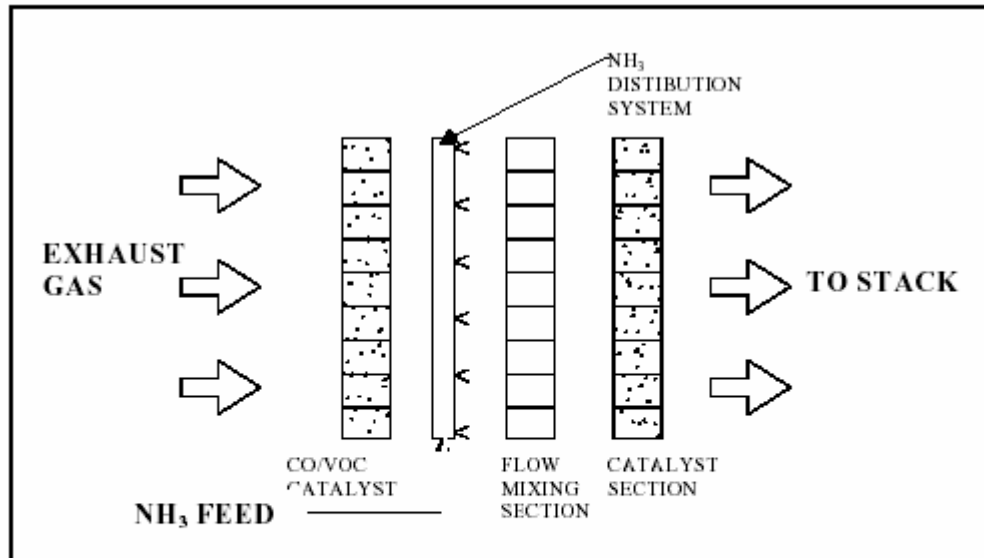 NH₃
DISTIBUTION
SYSTEM
EXHAUST
GAS
TO STACK
CO/VOC
CATALYST
FLOW
MIXING
SECTION
CATALYST
SECTION
NH₃ FEED